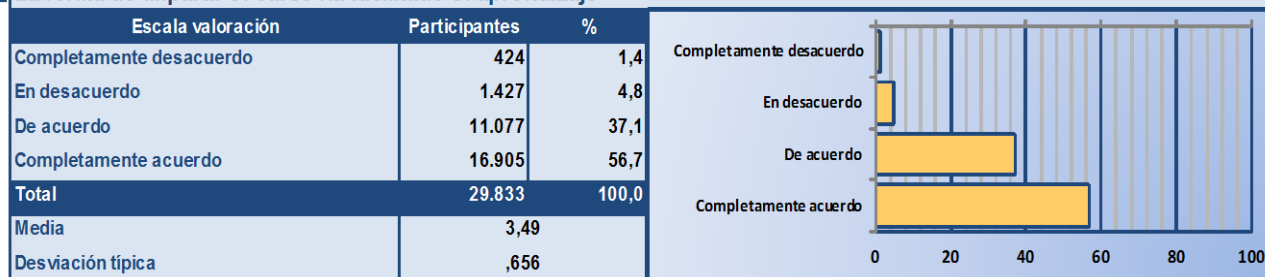 Escala valoración Participantes %
Completamente desacuerdo 424 1,4
En desacuerdo 1.427 4,8
De acuerdo 11.077 37,1
Completamente acuerdo 16.905 56,7
Total 29.833 100,0
Media 3,49
Desviación típica ,656
Completamente desacuerdo
En desacuerdo
De acuerdo
Completamente acuerdo
0 20 40 60 80 100